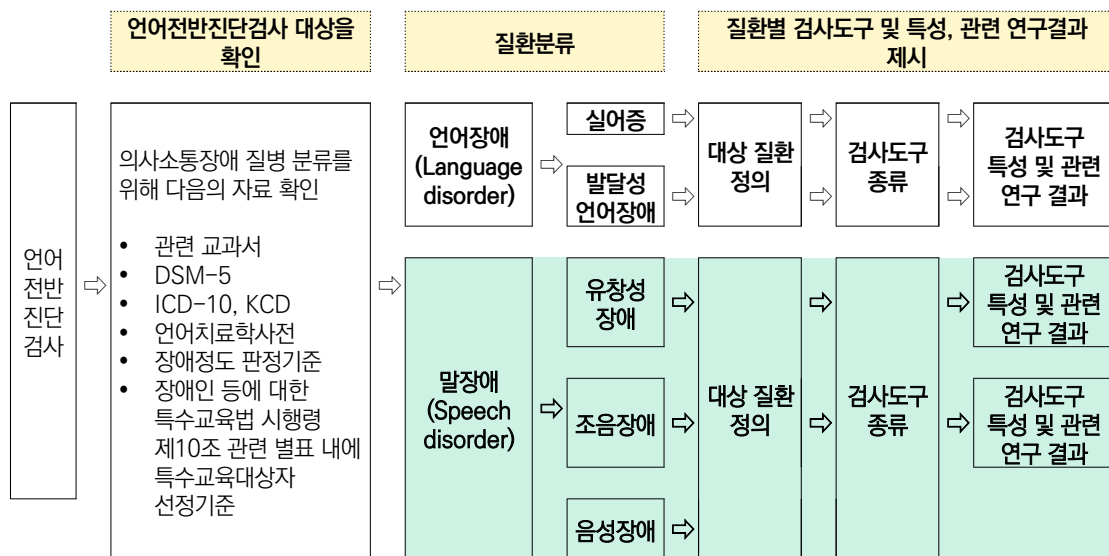 언어전반진단검사 대상을
확인
질환분류
질환별 검사도구 및 특성, 관련 연구결과
제시
언어
전반
진단
검사
의사소통장애 질병 분류를
위해 다음의 자료 확인
• 관련 교과서
• DSM-5
• ICD-10, KCD
• 언어치료학사전
• 장애정도 판정기준
• 장애인 등에 대한
특수교육법 시행령
제10조 관련 별표 내에
특수교육대상자
선정기준
언어장애
(Language
disorder)
실어증
발달성
언어장애
대상 질환
정의
검사도구
종류
검사도구
특성 및 관련
연구 결과
말장애
(Speech
disorder)
유창성
장애
조음장애
음성장애
대상 질환
정의
검사도구
종류
검사도구
특성 및 관련
연구 결과
검사도구
특성 및 관련
연구 결과